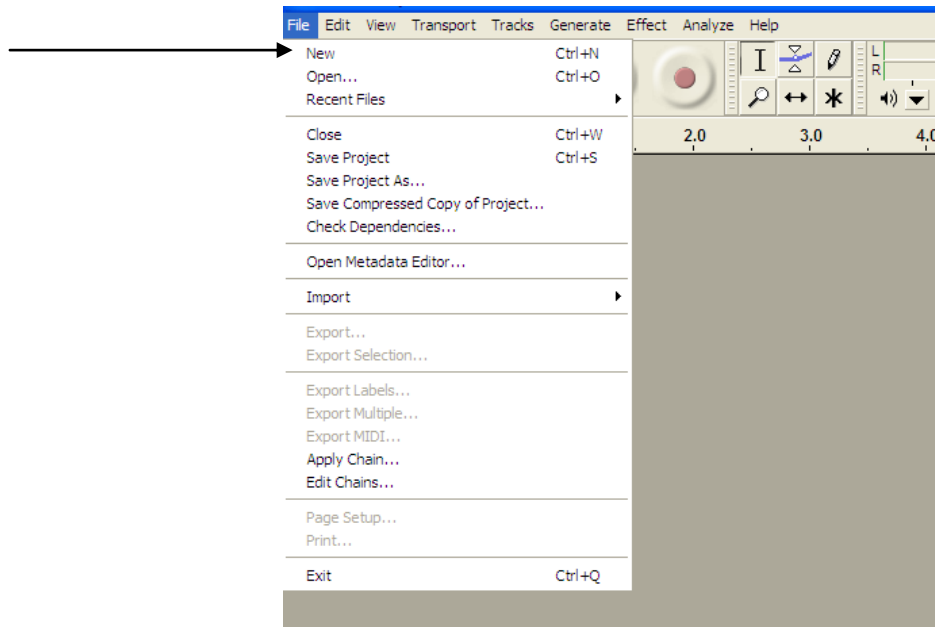 File Edit View Transport Tracks Generate Effect Analyze Help
New Ctrl+N
Open... Ctrl+O
Recent Files
Close Ctrl+W
Save Project Ctrl+S
Save Project As...
Save Compressed Copy of Project...
Check Dependencies...
Open Metadata Editor...
Import
Export...
Export Selection...
Export Labels...
Export Multiple...
Export MIDI...
Apply Chain...
Edit Chains...
Page Setup...
Print...
Exit Ctrl+Q
L
R
2.0 3.0 4.0